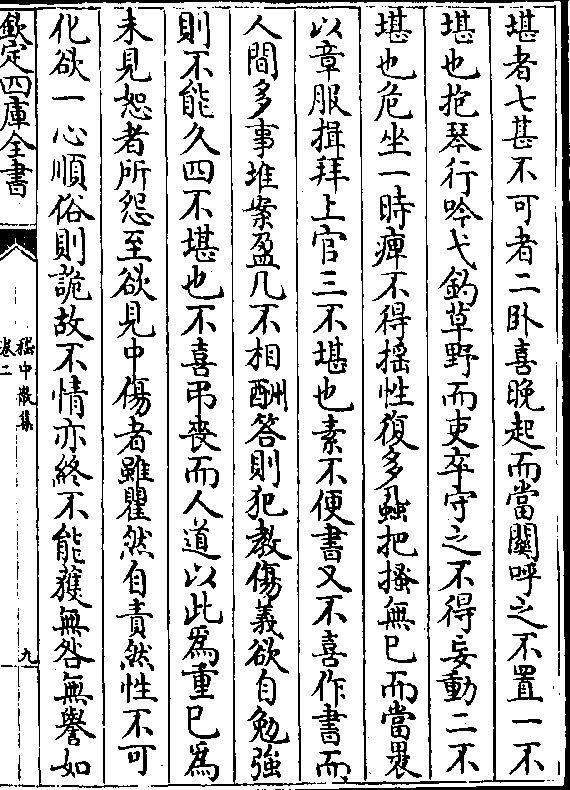 堪者七甚不可者二卧喜晚起而當關呼之不置一不
堪也抱琴行吟弋釣草野而吏卒守之不得妄動二不
堪也危坐一時痺不得揺性復多蝨把搔無已而當褁
以章服揖拜上官三不堪也素不便書又不喜作書而
人間多事堆案盈几不相酬答則犯教傷義欲自勉強
則不能久四不堪也不喜弔喪而人道以此為重已為
未見恕者所怨至欲見中傷者雖瞿然自責然性不可
化欲一心順俗則詭故不情亦終不能獲無咎無譽如
欽定四庫全書
嵇中散集
卷二
九